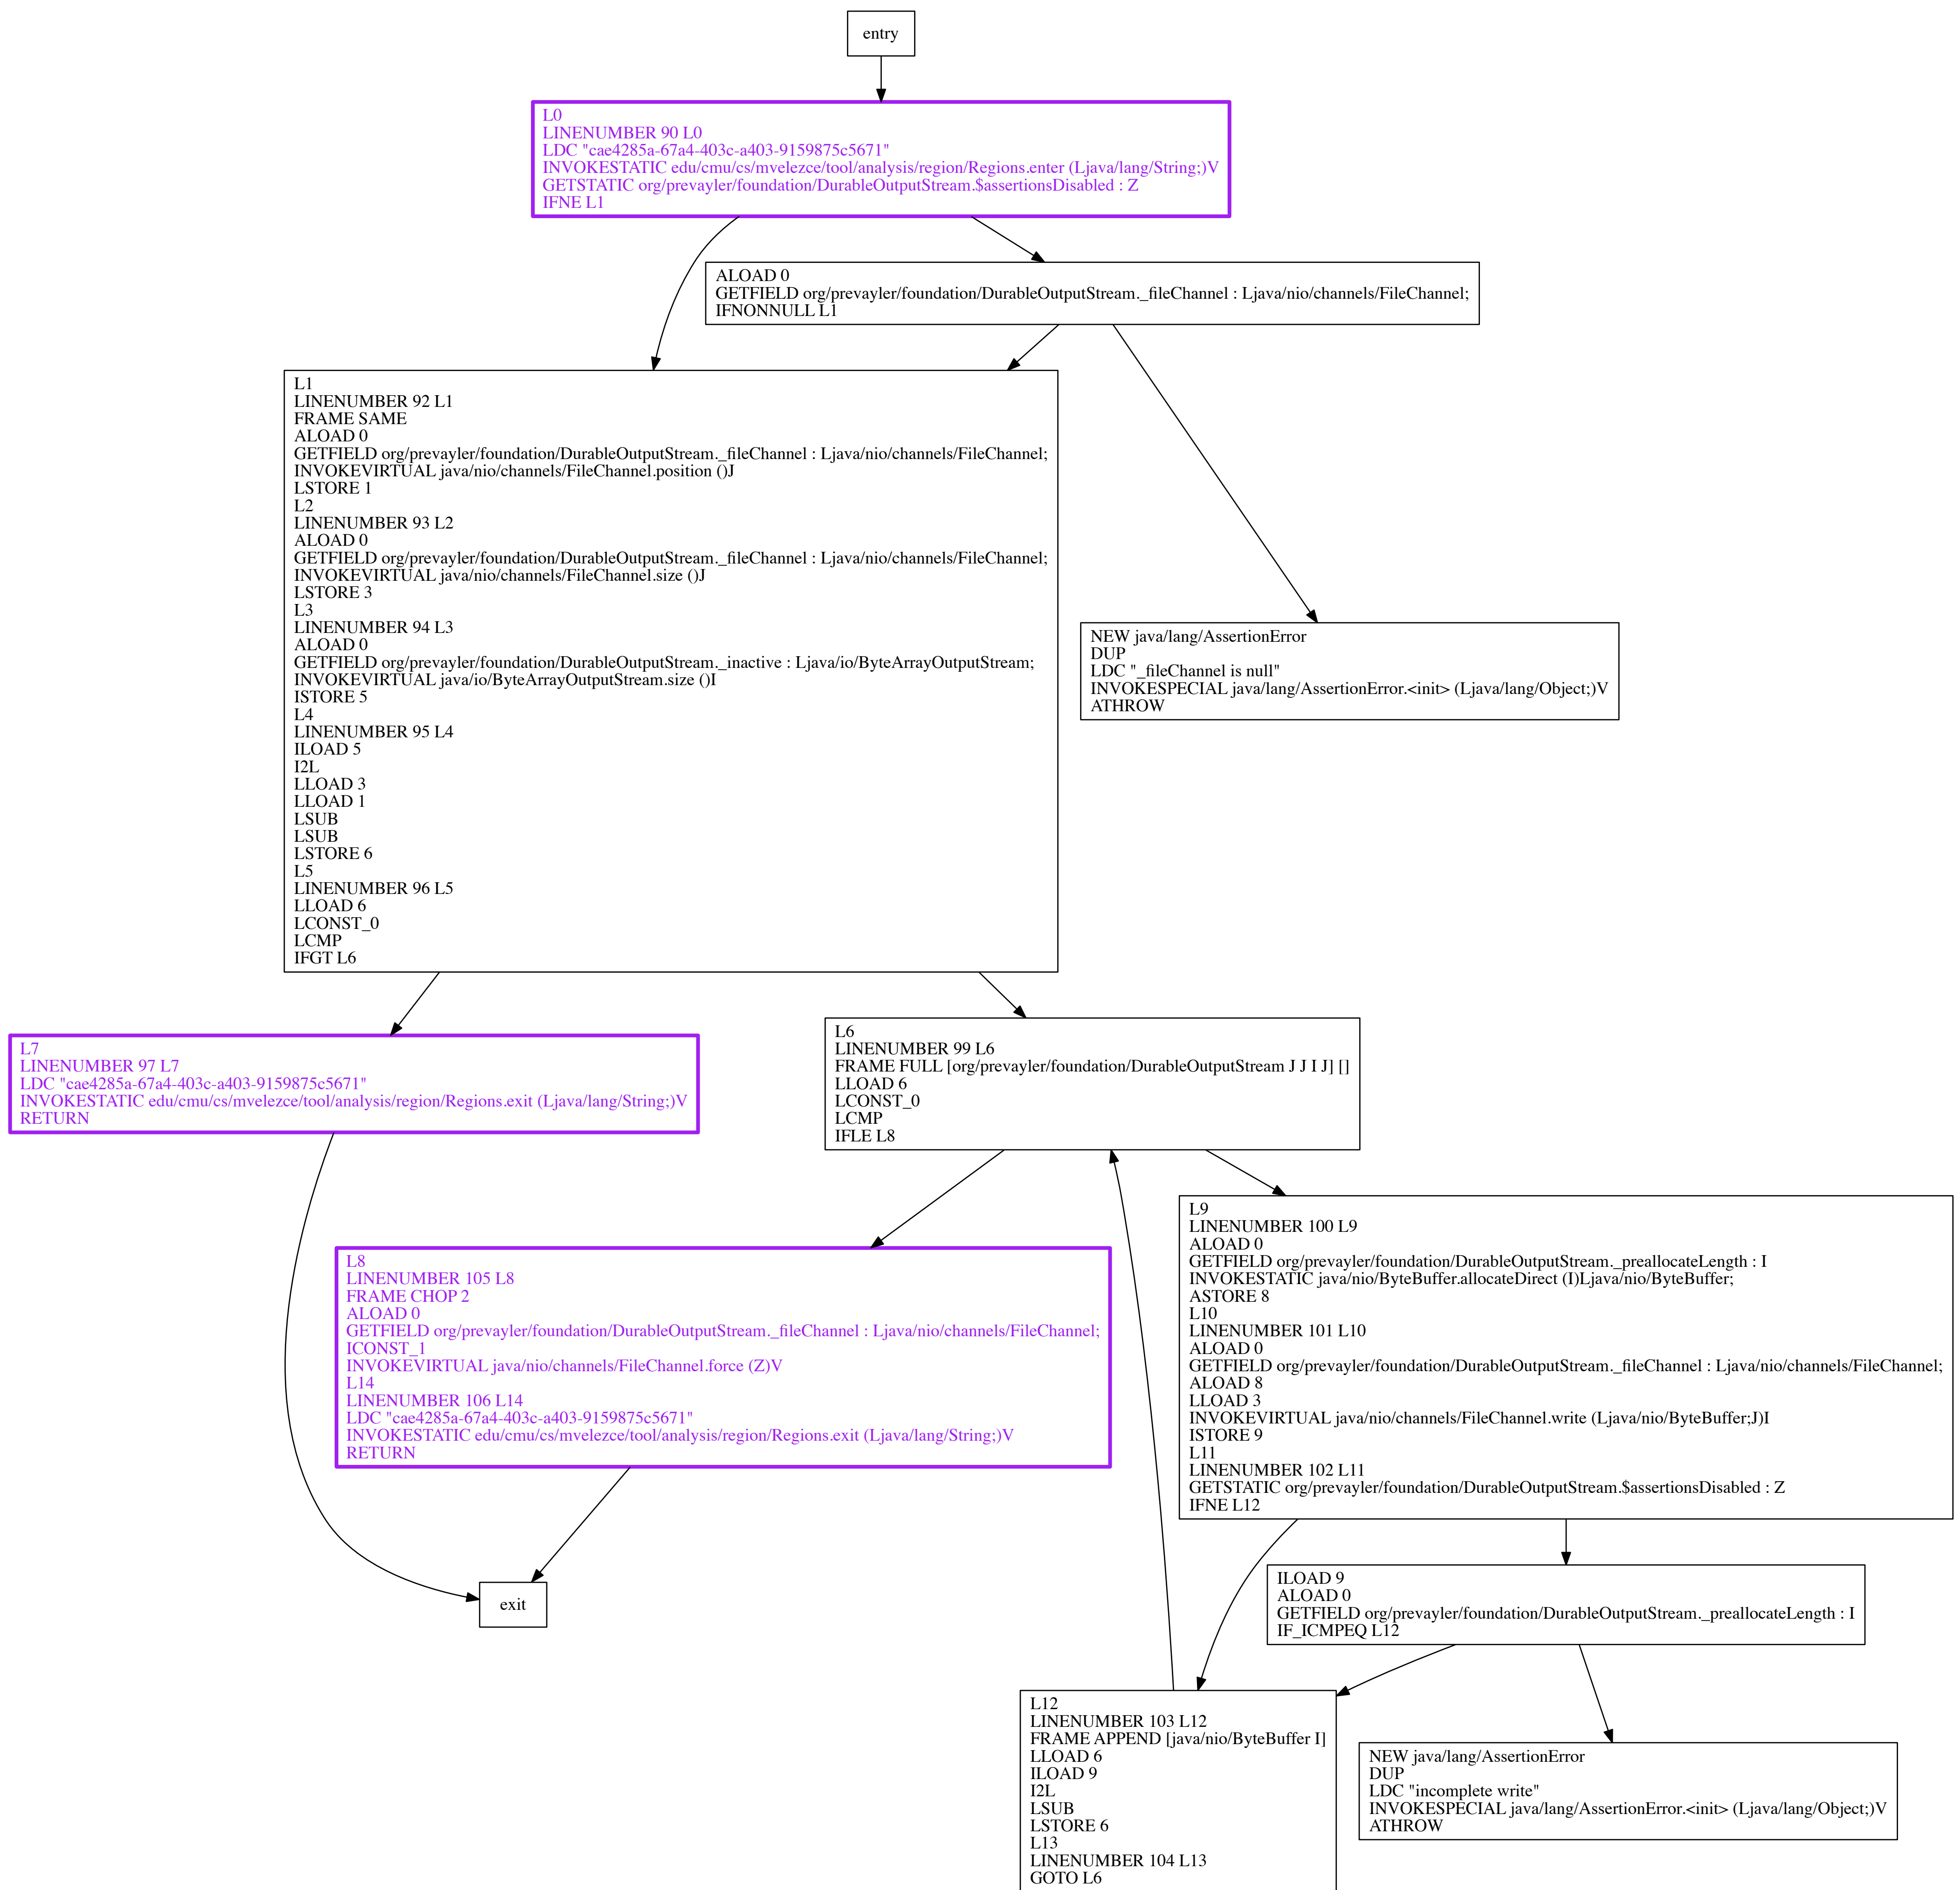 entry
L0
LINENUMBER 90 L0
LDC "cae4285a-67a4-403c-a403-9159875c5671"
INVOKESTATIC edu/cmu/cs/mvelezce/tool/analysis/region/Regions.enter (Ljava/lang/String;)V
GETSTATIC org/prevayler/foundation/DurableOutputStream.$assertionsDisabled : Z
IFNE L1
ALOAD 0
GETFIELD org/prevayler/foundation/DurableOutputStream._fileChannel : Ljava/nio/channels/FileChannel;
IFNONNULL L1
L1
LINENUMBER 92 L1
FRAME SAME
ALOAD 0
GETFIELD org/prevayler/foundation/DurableOutputStream._fileChannel : Ljava/nio/channels/FileChannel;
INVOKEVIRTUAL java/nio/channels/FileChannel.position ()J
LSTORE 1
L2
LINENUMBER 93 L2
ALOAD 0
GETFIELD org/prevayler/foundation/DurableOutputStream._fileChannel : Ljava/nio/channels/FileChannel;
INVOKEVIRTUAL java/nio/channels/FileChannel.size ()J
LSTORE 3
L3
LINENUMBER 94 L3
ALOAD 0
GETFIELD org/prevayler/foundation/DurableOutputStream._inactive : Ljava/io/ByteArrayOutputStream;
INVOKEVIRTUAL java/io/ByteArrayOutputStream.size ()I
ISTORE 5
L4
LINENUMBER 95 L4
ILOAD 5
I2L
LLOAD 3
LLOAD 1
LSUB
LSUB
LSTORE 6
L5
LINENUMBER 96 L5
LLOAD 6
LCONST_0
LCMP
IFGT L6
NEW java/lang/AssertionError
DUP
LDC "_fileChannel is null"
INVOKESPECIAL java/lang/AssertionError.<init> (Ljava/lang/Object;)V
ATHROW
L7
LINENUMBER 97 L7
LDC "cae4285a-67a4-403c-a403-9159875c5671"
INVOKESTATIC edu/cmu/cs/mvelezce/tool/analysis/region/Regions.exit (Ljava/lang/String;)V
RETURN
L6
LINENUMBER 99 L6
FRAME FULL [org/prevayler/foundation/DurableOutputStream J J I J] []
LLOAD 6
LCONST_0
LCMP
IFLE L8
L8
LINENUMBER 105 L8
FRAME CHOP 2
ALOAD 0
GETFIELD org/prevayler/foundation/DurableOutputStream._fileChannel : Ljava/nio/channels/FileChannel;
ICONST_1
INVOKEVIRTUAL java/nio/channels/FileChannel.force (Z)V
L14
LINENUMBER 106 L14
LDC "cae4285a-67a4-403c-a403-9159875c5671"
INVOKESTATIC edu/cmu/cs/mvelezce/tool/analysis/region/Regions.exit (Ljava/lang/String;)V
RETURN
L9
LINENUMBER 100 L9
ALOAD 0
GETFIELD org/prevayler/foundation/DurableOutputStream._preallocateLength : I
INVOKESTATIC java/nio/ByteBuffer.allocateDirect (I)Ljava/nio/ByteBuffer;
ASTORE 8
L10
LINENUMBER 101 L10
ALOAD 0
GETFIELD org/prevayler/foundation/DurableOutputStream._fileChannel : Ljava/nio/channels/FileChannel;
ALOAD 8
LLOAD 3
INVOKEVIRTUAL java/nio/channels/FileChannel.write (Ljava/nio/ByteBuffer;J)I
ISTORE 9
L11
LINENUMBER 102 L11
GETSTATIC org/prevayler/foundation/DurableOutputStream.$assertionsDisabled : Z
IFNE L12
exit
ILOAD 9
ALOAD 0
GETFIELD org/prevayler/foundation/DurableOutputStream._preallocateLength : I
IF_ICMPEQ L12
L12
LINENUMBER 103 L12
FRAME APPEND [java/nio/ByteBuffer I]
LLOAD 6
ILOAD 9
I2L
LSUB
LSTORE 6
L13
LINENUMBER 104 L13
GOTO L6
NEW java/lang/AssertionError
DUP
LDC "incomplete write"
INVOKESPECIAL java/lang/AssertionError.<init> (Ljava/lang/Object;)V
ATHROW